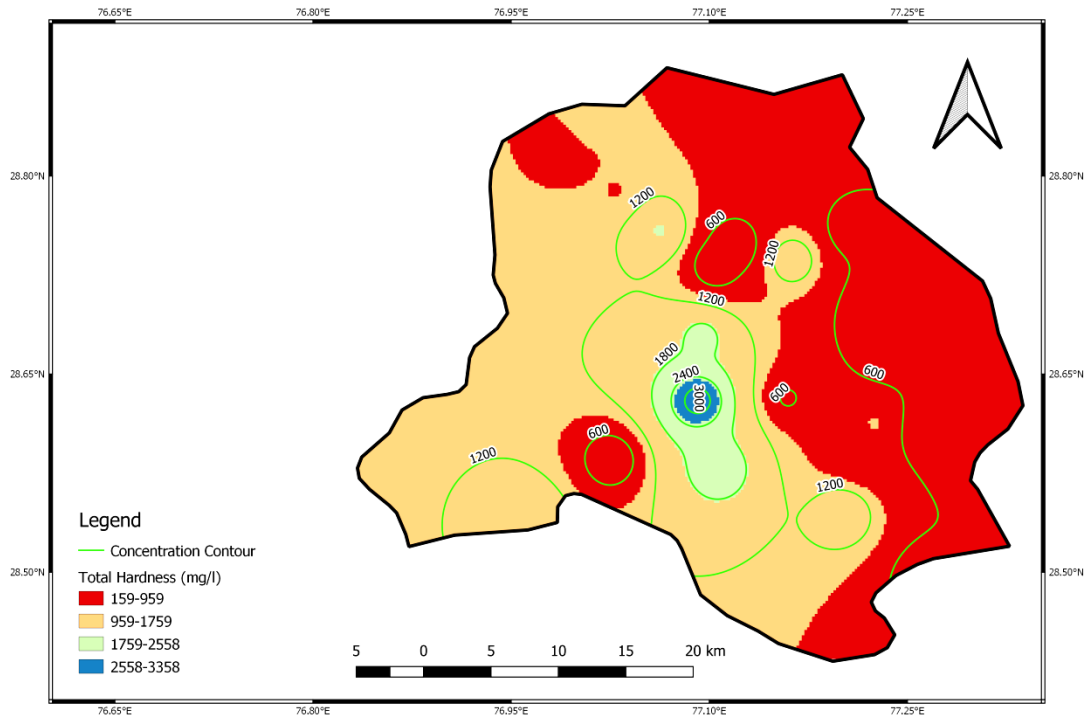 76.65°E 76.80°E 76.95°E 77.10°E 77.25°E
28.80°N 28.80°N
1200
600
1200
1200
1800
28.65°N 28.65°N
2400
600
3000
600
600
1200
1200
Legend
Concentration Contour
Total Hardness (mg/l)
159-959
959-1759
1759-2558
2558-3358
28.50°N 28.50°N
5 0 5 10 15 20 km
76.65°E 76.80°E 76.95°E 77.10°E 77.25°E